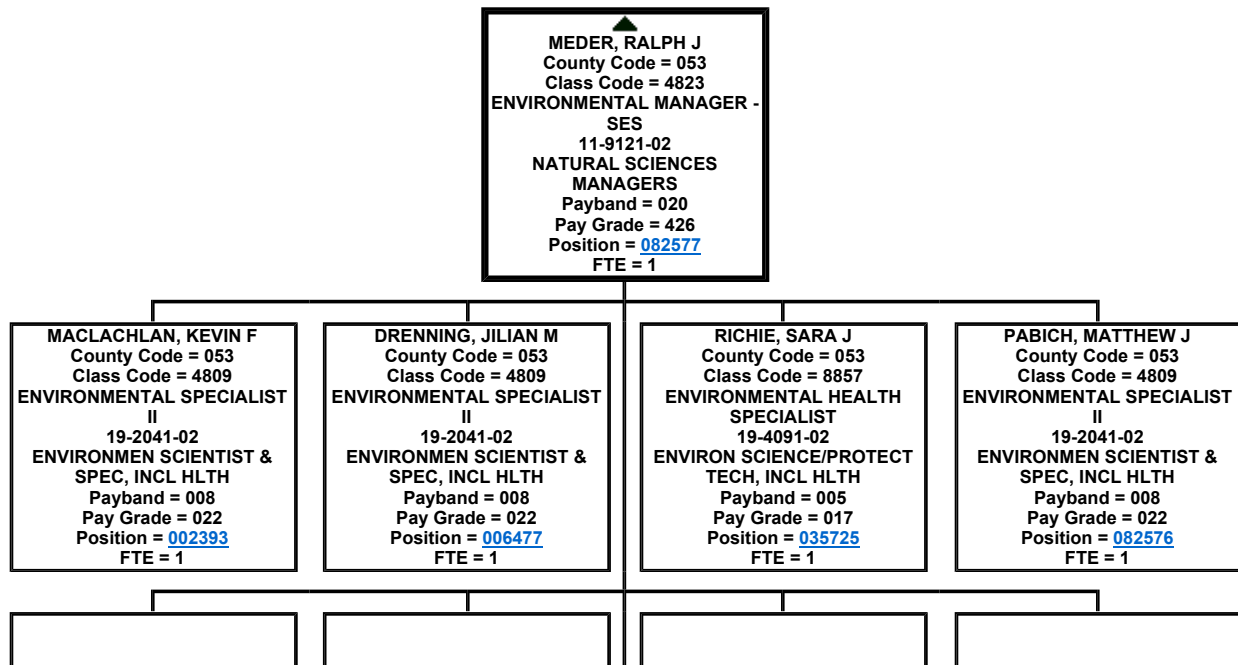 MEDER, RALPH J
County Code = 053
Class Code = 4823
ENVIRONMENTAL MANAGER -
SES
11-9121-02
NATURAL SCIENCES
MANAGERS
Payband = 020
Pay Grade = 426
Position = 082577
FTE = 1
MACLACHLAN, KEVIN F
County Code = 053
Class Code = 4809
ENVIRONMENTAL SPECIALIST
II
19-2041-02
ENVIRONMEN SCIENTIST &
SPEC, INCL HLTH
Payband = 008
Pay Grade = 022
Position = 002393
FTE = 1
DRENNING, JILIAN M
County Code = 053
Class Code = 4809
ENVIRONMENTAL SPECIALIST
II
19-2041-02
ENVIRONMEN SCIENTIST &
SPEC, INCL HLTH
Payband = 008
Pay Grade = 022
Position = 006477
FTE = 1
RICHIE, SARA J
County Code = 053
Class Code = 8857
ENVIRONMENTAL HEALTH
SPECIALIST
19-4091-02
ENVIRON SCIENCE/PROTECT
TECH, INCL HLTH
Payband = 005
Pay Grade = 017
Position = 035725
FTE = 1
PABICH, MATTHEW J
County Code = 053
Class Code = 4809
ENVIRONMENTAL SPECIALIST
II
19-2041-02
ENVIRONMEN SCIENTIST &
SPEC, INCL HLTH
Payband = 008
Pay Grade = 022
Position = 082576
FTE = 1